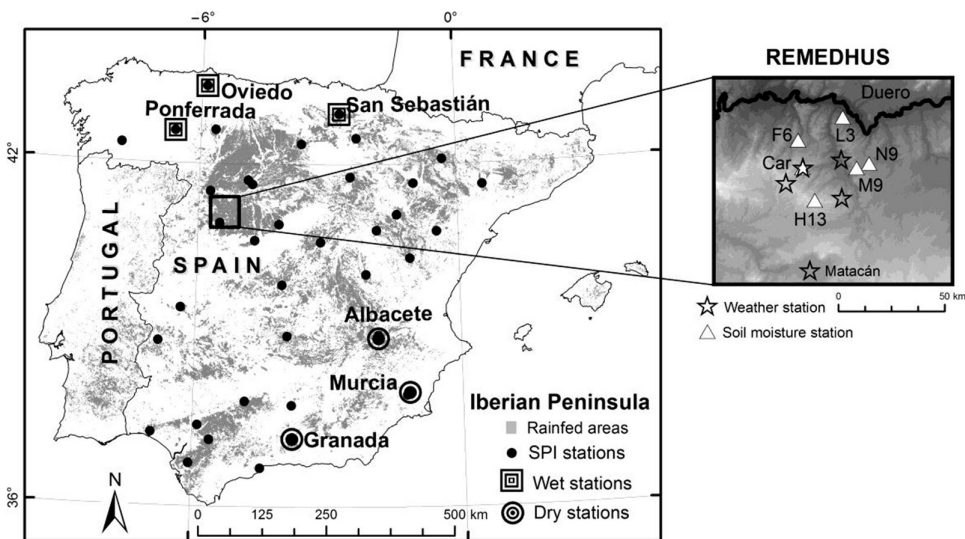 -6°
0°
FRANCE
Oviedo
Ponferrada
San Sebastián
42°
PORTUGAL
SPAIN
Albacete
Murcia
Granada
36°
N
0 125 250 500 km
Iberian Peninsula
Rainfed areas
SPI stations
Wet stations
Dry stations
REMEDHUS
Duero
F6
L3
Car
N9
M9
H13
Matacán
Weather station
0 50 km
Soil moisture station